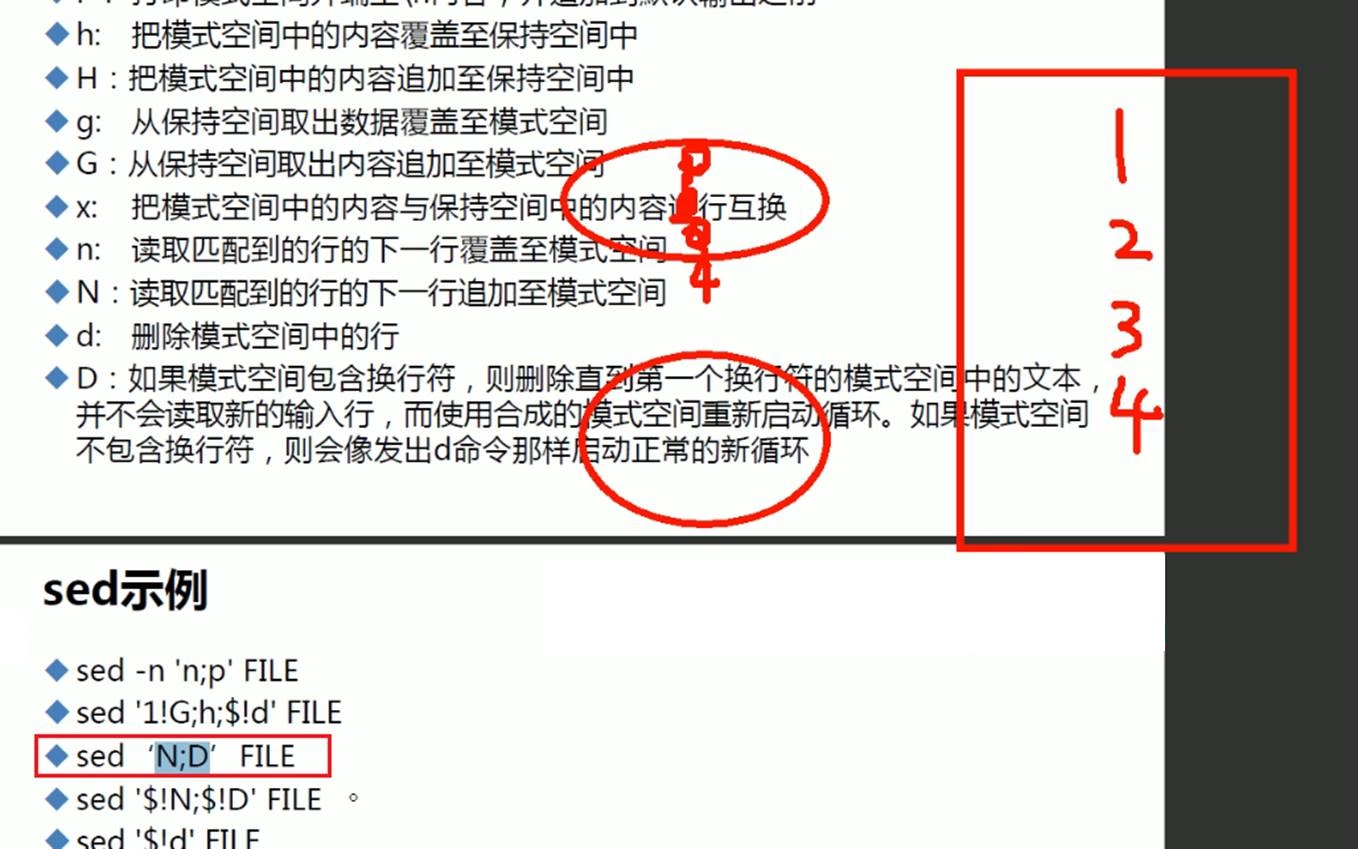 h: 把模式空间中的内容覆盖至保持空间中
H：把模式空间中的内容追加至保持空间中
g: 从保持空间取出数据覆盖至模式空间
G：从保持空间取出内容追加至模式空间
x: 把模式空间中的内容与保持空间中的内容进行互换
n: 读取匹配到的行的下一行覆盖至模式空间
N：读取匹配到的行的下一行追加至模式空间
d: 删除模式空间中的行
D：如果模式空间包含换行符，则删除直到第一个换行符的模式空间中的文本，
并不会读取新的输入行，而使用合成的模式空间重新启动循环。如果模式空间
不包含换行符，则会像发出d命令那样启动正常的新循环
4
1
2
3
4
sed示例
sed -n 'n;p' FILE
sed '1!G;h;$!d' FILE
sed ‘N;D’ FILE
sed '$!N;$!D' FILE
sed '$!d' FILE